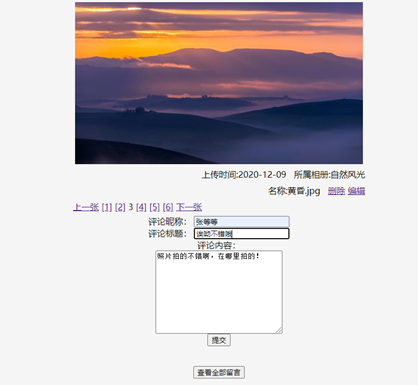 上传时间:2020-12-09 所属相册:自然风光
名称:黄昏.jpg 删除 编辑
上一张 [1] [2] 3 [4] [5] [6] 下一张
评论昵称: 张等等
评论标题: 诶呦不错哦
评论内容:
照片拍的不错啊，在哪里拍的!
提交
查看全部留言